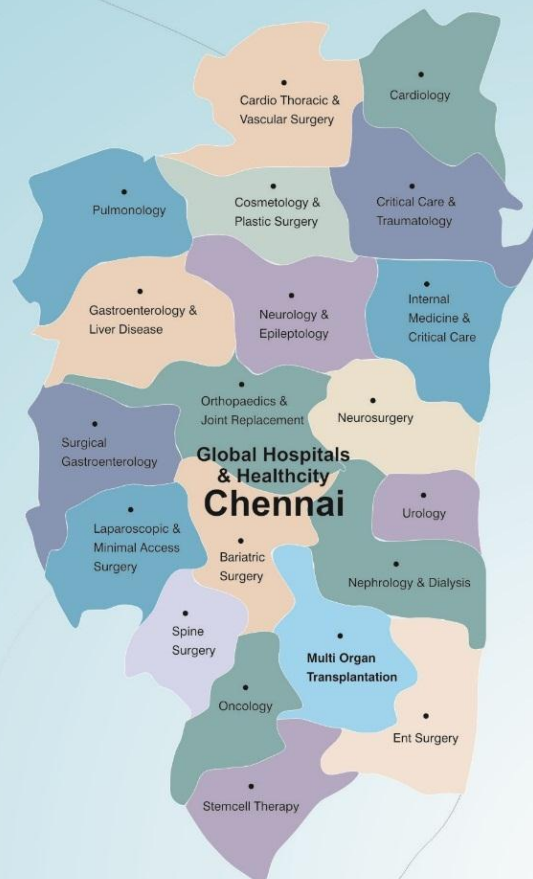 Cardio Thoracic &
Vascular Surgery
Cardiology
Pulmonology
Cosmetology &
Plastic Surgery
Critical Care &
Traumatology
Gastroenterology &
Liver Disease
Neurology &
Epileptology
Internal
Medicine &
Critical Care
Orthopaedics &
Joint Replacement
Neurosurgery
Surgical
Gastroenterology
Global Hospitals
& Healthcity
Chennai
Urology
Laparoscopic &
Minimal Access
Surgery
Bariatric
Surgery
Nephrology & Dialysis
Spine
Surgery
Multi Organ
Transplantation
Oncology
Ent Surgery
Stemcell Therapy